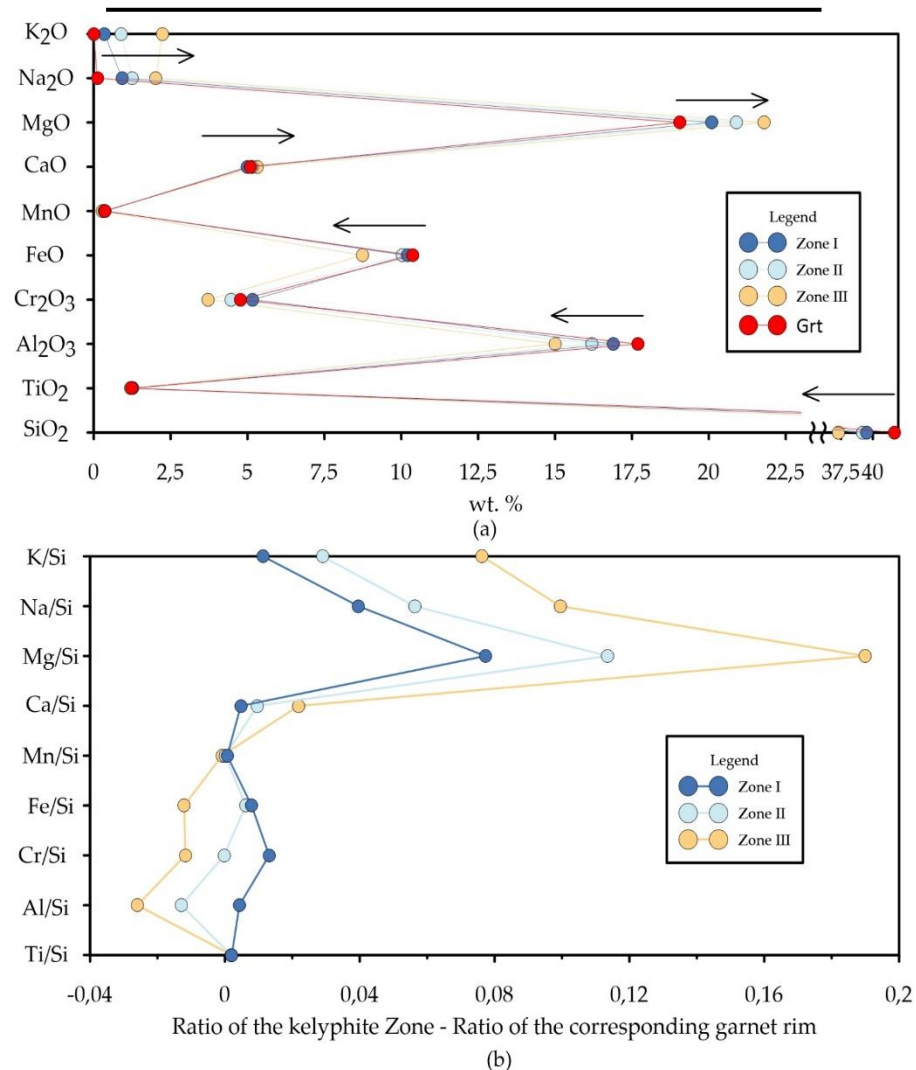 K₂O
Na₂O
MgO
CaO
MnO
FeO
Cr₂O₃
Al₂O₃
TiO₂
SiO₂
Legend
Zone I
Zone II
Zone III
Grt
0 2,5 5 7,5 10 12,5 15 17,5 20 22,5 37,5 40
wt. %
(a)
K/Si
Na/Si
Mg/Si
Ca/Si
Mn/Si
Fe/Si
Cr/Si
Al/Si
Ti/Si
Legend
Zone I
Zone II
Zone III
-0,04 0 0,04 0,08 0,12 0,16 0,2
Ratio of the kelyphite Zone - Ratio of the corresponding garnet rim
(b)